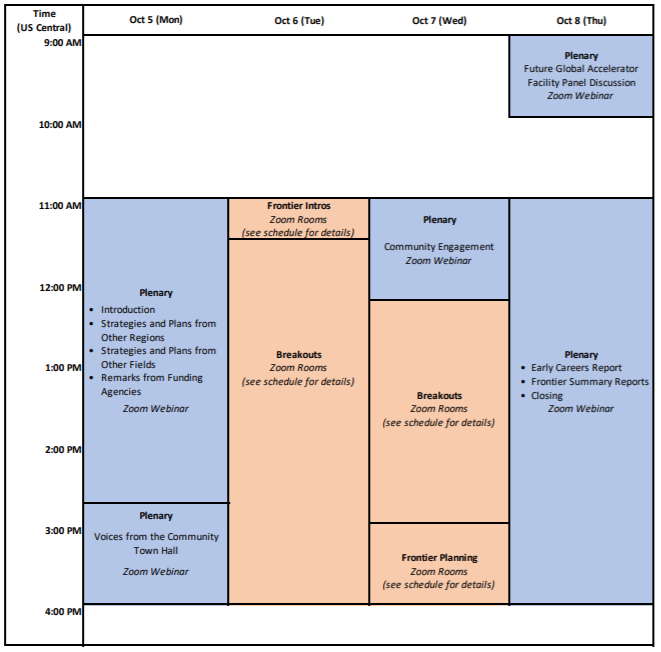 Time
(US Central)
Oct 5 (Mon)
Oct 6 (Tue)
Oct 7 (Wed)
Oct 8 (Thu)
9:00 AM
10:00 AM
11:00 AM
12:00 PM
1:00 PM
2:00 PM
3:00 PM
4:00 PM
Plenary
• Introduction
• Strategies and Plans from
Other Regions
• Strategies and Plans from
Other Fields
• Remarks from Funding
Agencies
Zoom Webinar
Plenary
Voices from the Community
Town Hall
Zoom Webinar
Frontier Intros
Zoom Rooms
(see schedule for details)
Breakouts
Zoom Rooms
(see schedule for details)
Plenary
Community Engagement
Zoom Webinar
Breakouts
Zoom Rooms
(see schedule for details)
Frontier Planning
Zoom Rooms
(see schedule for details)
Plenary
Future Global Accelerator
Facility Panel Discussion
Zoom Webinar
Plenary
• Early Careers Report
• Frontier Summary Reports
• Closing
Zoom Webinar